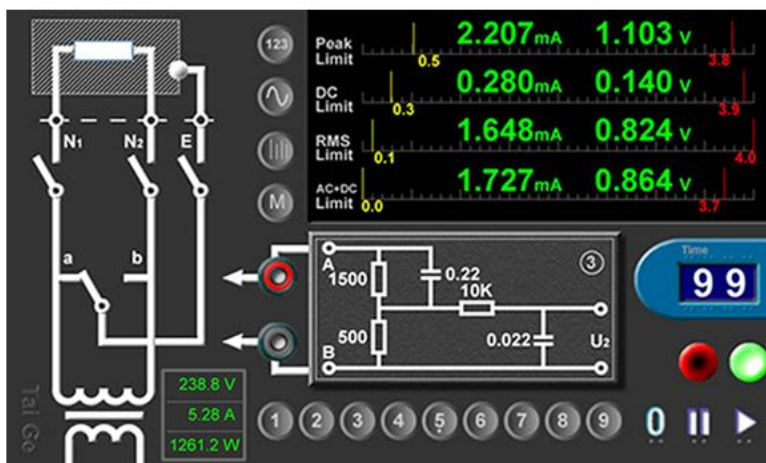 123
Peak 2.207mA 1.103 V
Limit 0.5 3.8
DC 0.280mA 0.140 V
Limit 0.3 3.9
RMS 1.648mA 0.824 V
Limit 0.1 4.0
AC+DC 1.727mA 0.864 V
Limit 0.0 3.7
M
N1 N2 E
a b
A
1500 0.22
10K
③
500 0.022 U2
B
Time
99
238.8 V
5.28 A
1261.2 W
Tai Ge
1 2 3 4 5 6 7 8 9 0